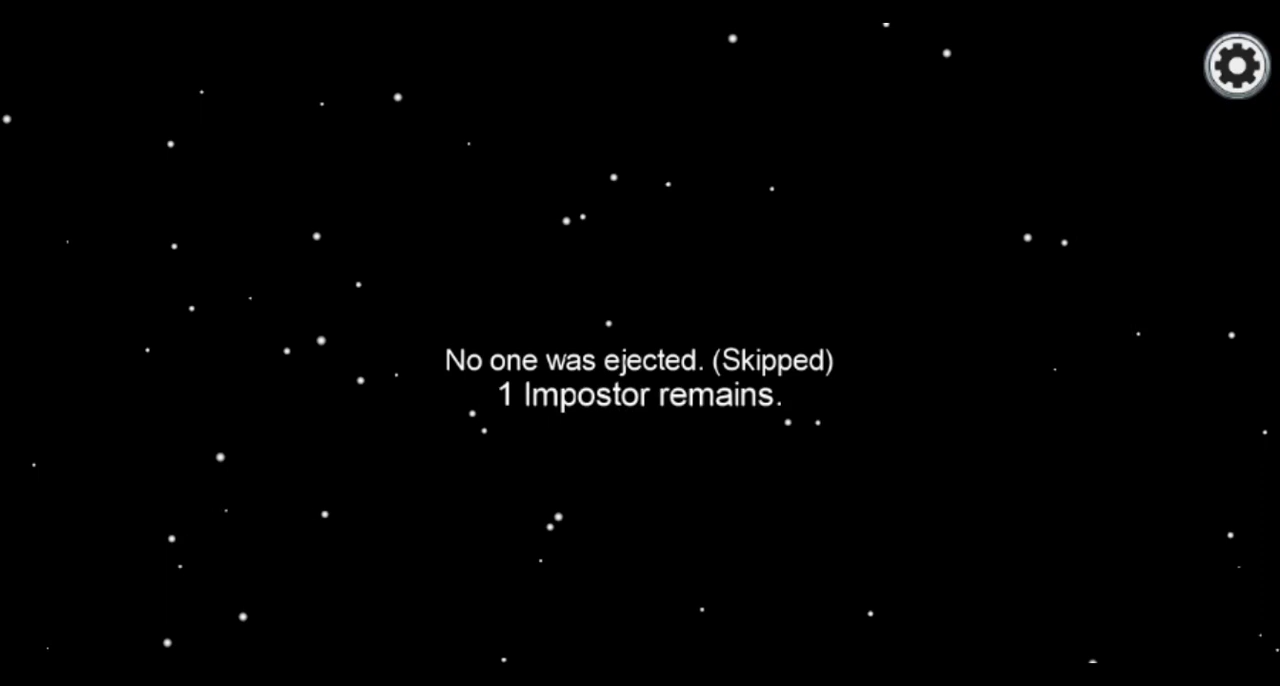 No one was ejected. (Skipped)
1 Impostor remains.